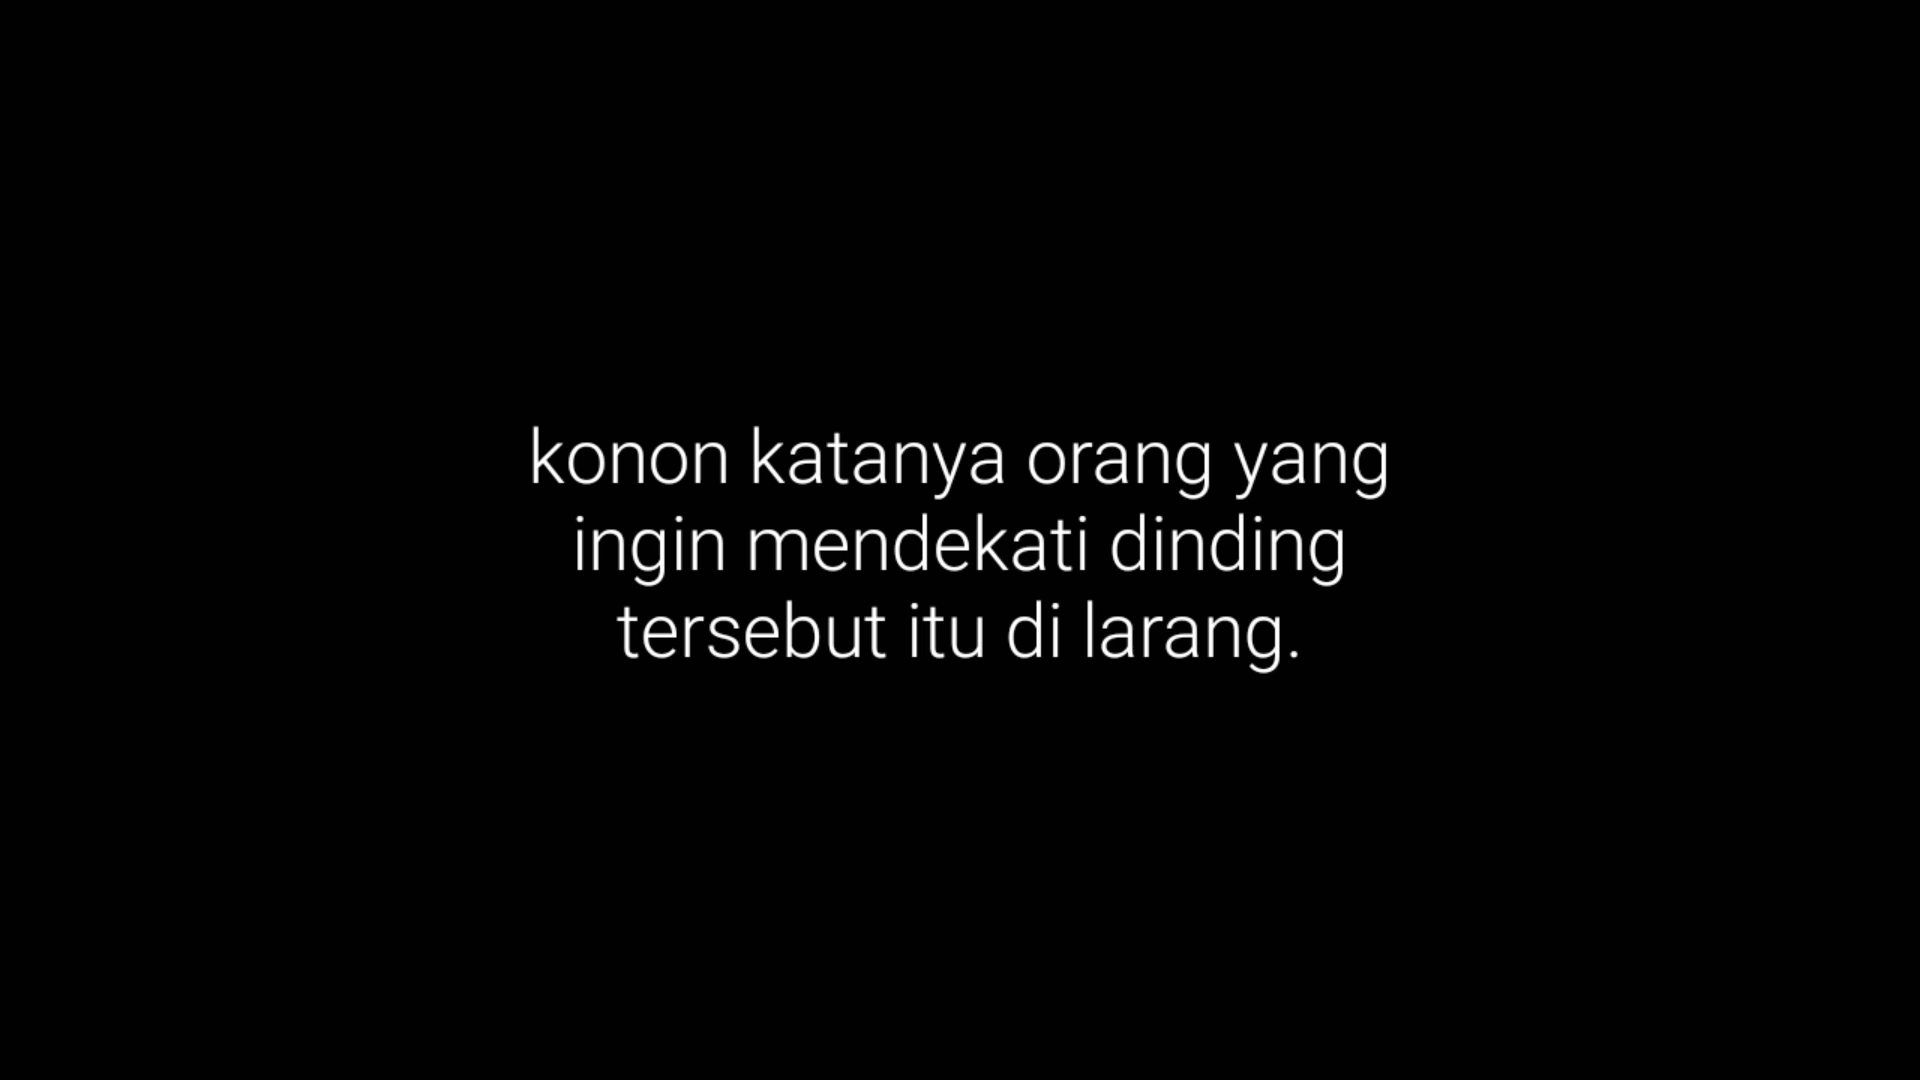 konon katanya orang yang
ingin mendekati dinding
tersebut itu di larang.